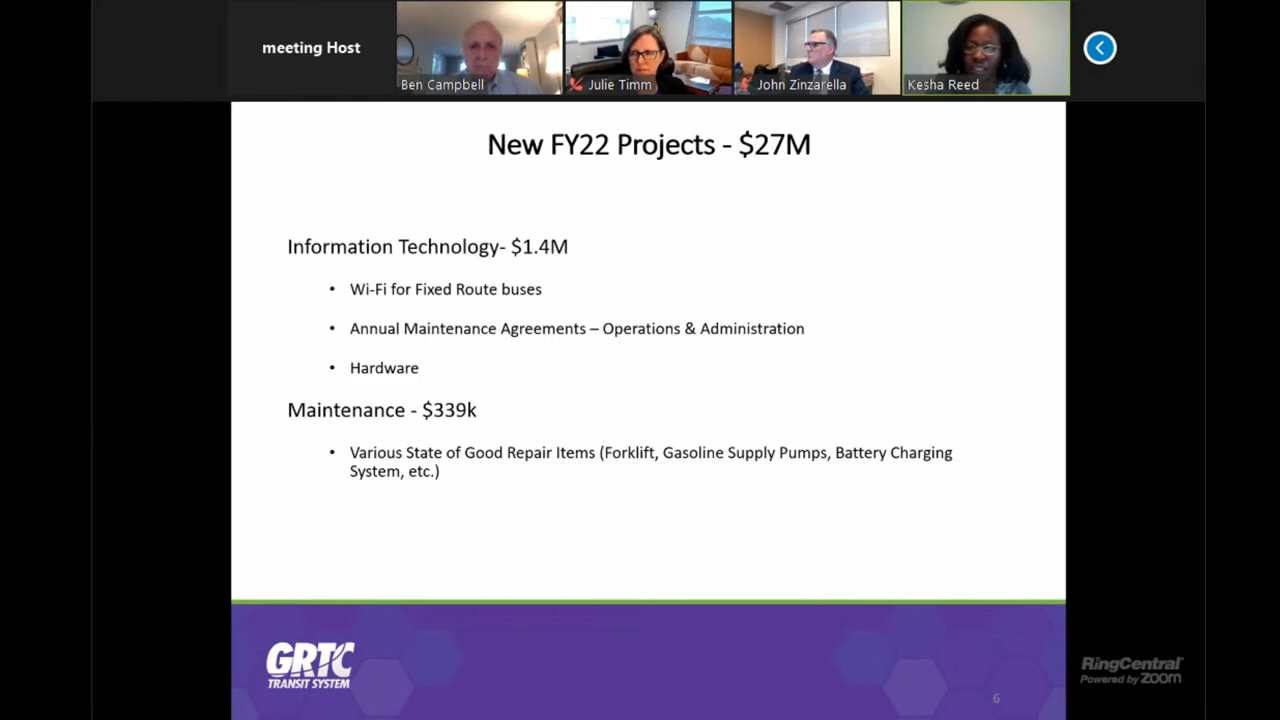 meeting Host
Ben Campbell
Julie Timm
John Zinzarella
Kesha Reed
New FY22 Projects - $27M
Information Technology- $1.4M
• Wi-Fi for Fixed Route buses
• Annual Maintenance Agreements – Operations & Administration
• Hardware
Maintenance - $339k
• Various State of Good Repair Items (Forklift, Gasoline Supply Pumps, Battery Charging
System, etc.)
GRTC
TRANSIT SYSTEM
6
RingCentral
Powered by zoom